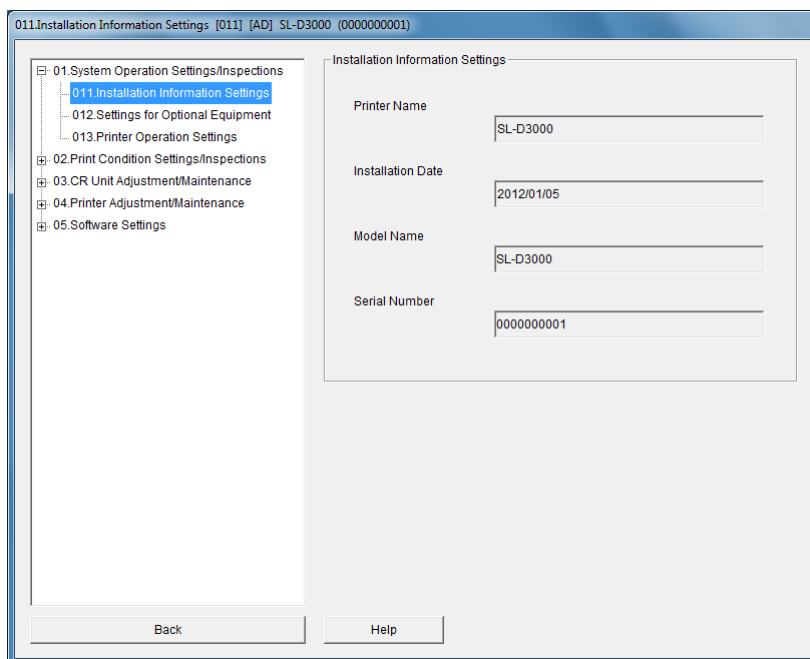 011.Installation Information Settings [011] [AD] SL-D3000 (0000000001)
01.System Operation Settings/Inspections
011.Installation Information Settings
012.Settings for Optional Equipment
013.Printer Operation Settings
02.Print Condition Settings/Inspections
03.CR Unit Adjustment/Maintenance
04.Printer Adjustment/Maintenance
05.Software Settings
Installation Information Settings
Printer Name
SL-D3000
Installation Date
2012/01/05
Model Name
SL-D3000
Serial Number
0000000001
Back
Help